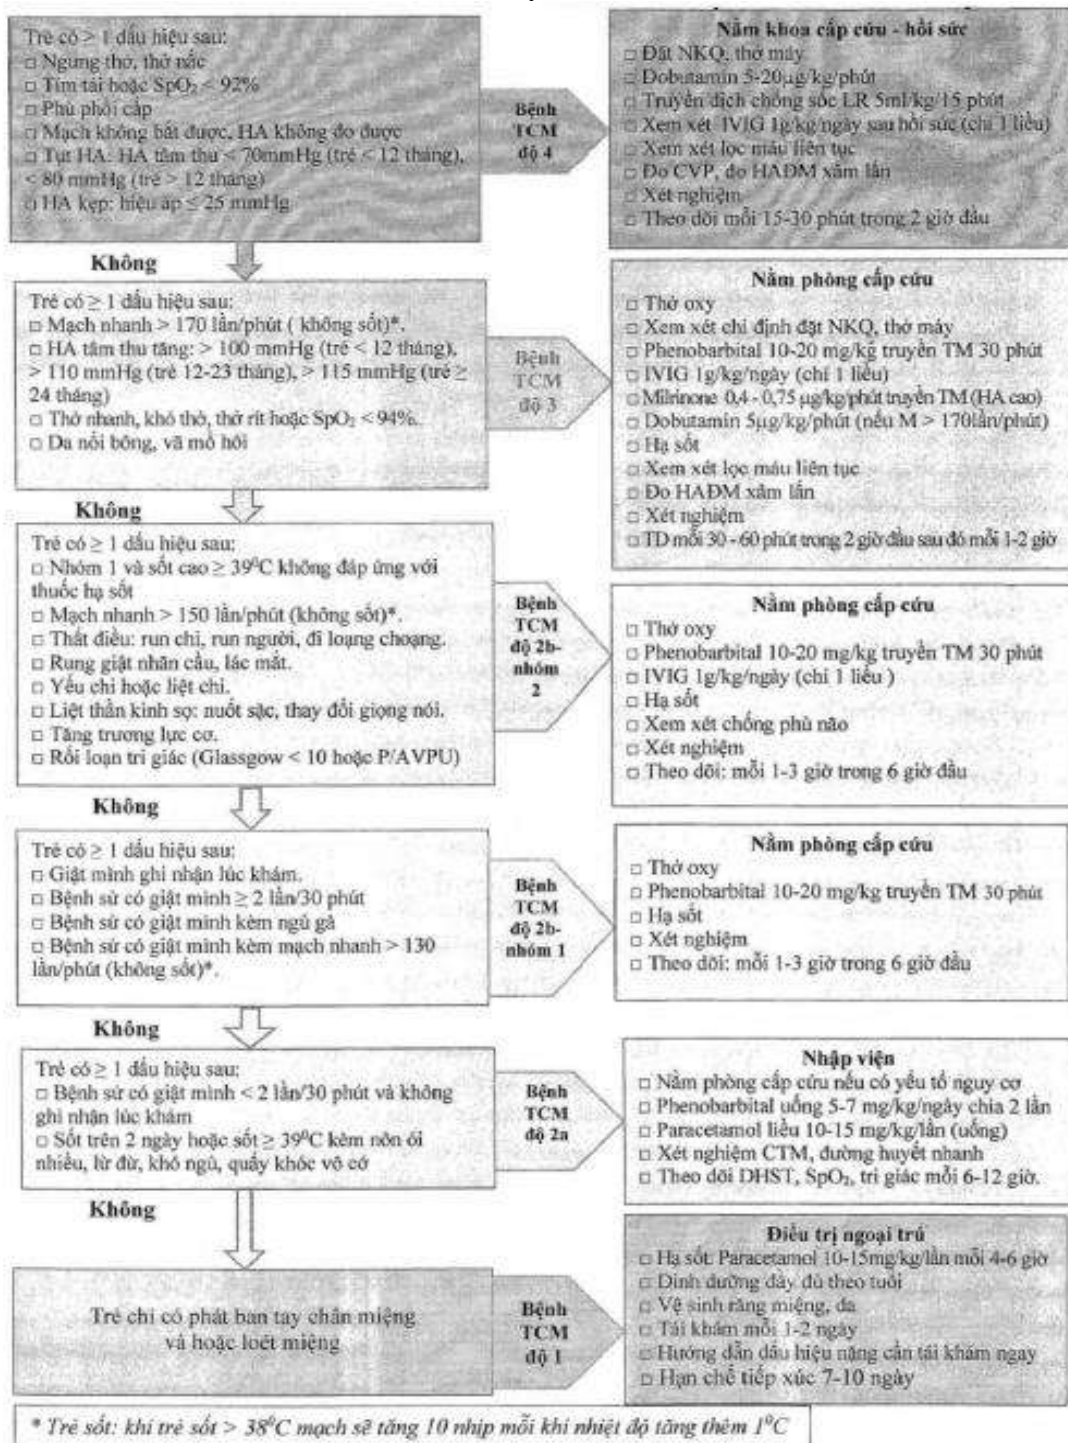 Trẻ có ≥ 1 dấu hiệu sau:
□ Ngưng thở, thở nấc
□ Tím tái hoặc SpO₂ < 92%
□ Phù phổi cấp
□ Mạch không bắt được, HA không đo được
□ Tụt HA: HA tâm thu < 70mmHg (trẻ < 12 tháng),
< 80 mmHg (trẻ > 12 tháng)
□ HA kẹp: hiệu áp ≤ 25 mmHg
Bệnh
TCM
độ 4
Nằm khoa cấp cứu - hồi sức
□ Đặt NKQ, thở máy
□ Dobutamin 5-20µg/kg/phút
□ Truyền dịch chống sốc LR 5ml/kg/15 phút
□ Xem xét IVIG 1g/kg/ngày sau hồi sức (chỉ 1 liều)
□ Xem xét lọc máu liên tục
□ Đo CVP, đo HAĐM xâm lấn
□ Xét nghiệm
□ Theo dõi mỗi 15-30 phút trong 2 giờ đầu
Không
Trẻ có ≥ 1 dấu hiệu sau:
□ Mạch nhanh > 170 lần/phút ( không sốt)*.
□ HA tâm thu tăng: > 100 mmHg (trẻ < 12 tháng),
> 110 mmHg (trẻ 12-23 tháng), > 115 mmHg (trẻ ≥
24 tháng)
□ Thở nhanh, khó thở, thở rít hoặc SpO₂ < 94%.
□ Da nổi bông, vã mồ hôi
Bệnh
TCM
độ 3
Nằm phòng cấp cứu
□ Thở oxy
□ Xem xét chỉ định đặt NKQ, thở máy
□ Phenobarbital 10-20 mg/kg truyền TM 30 phút
□ IVIG 1g/kg/ngày (chỉ 1 liều)
□ Milrinone 0,4 - 0,75 µg/kg/phút truyền TM (HA cao)
□ Dobutamin 5µg/kg/phút (nếu M > 170lần/phút)
□ Hạ sốt
□ Xem xét lọc máu liên tục
□ Đo HAĐM xâm lấn
□ Xét nghiệm
□ TD mỗi 30 - 60 phút trong 2 giờ đầu sau đó mỗi 1-2 giờ
Không
Trẻ có ≥ 1 dấu hiệu sau:
□ Nhóm 1 và sốt cao ≥ 39⁰C không đáp ứng với
thuốc hạ sốt
□ Mạch nhanh > 150 lần/phút (không sốt)*.
□ Thất điều: run chi, run người, đi loạng choạng.
□ Rung giật nhãn cầu, lác mắt.
□ Yếu chi hoặc liệt chi.
□ Liệt thần kinh sọ: nuốt sặc, thay đổi giọng nói.
□ Tăng trương lực cơ.
□ Rối loạn tri giác (Glassgow < 10 hoặc P/AVPU)
Bệnh
TCM
độ 2b-
nhóm
2
Nằm phòng cấp cứu
□ Thở oxy
□ Phenobarbital 10-20 mg/kg truyền TM 30 phút
□ IVIG 1g/kg/ngày (chỉ 1 liều )
□ Hạ sốt
□ Xem xét chống phù não
□ Xét nghiệm
□ Theo dõi: mỗi 1-3 giờ trong 6 giờ đầu
Không
Trẻ có ≥ 1 dấu hiệu sau:
□ Giật mình ghi nhận lúc khám.
□ Bệnh sử có giật mình ≥ 2 lần/30 phút
□ Bệnh sử có giật mình kèm ngủ gà
□ Bệnh sử có giật mình kèm mạch nhanh > 130
lần/phút (không sốt)*.
Bệnh
TCM
độ 2b-
nhóm 1
Nằm phòng cấp cứu
□ Thở oxy
□ Phenobarbital 10-20 mg/kg truyền TM 30 phút
□ Hạ sốt
□ Xét nghiệm
□ Theo dõi: mỗi 1-3 giờ trong 6 giờ đầu
Không
Trẻ có ≥ 1 dấu hiệu sau:
□ Bệnh sử có giật mình < 2 lần/30 phút và không
ghi nhận lúc khám
□ Sốt trên 2 ngày hoặc sốt ≥ 39⁰C kèm nôn ói
nhiều, lừ đừ, khó ngủ, quấy khóc vô cớ
Bệnh
TCM
độ 2a
Nhập viện
□ Nằm phòng cấp cứu nếu có yếu tố nguy cơ
□ Phenobarbital uống 5-7 mg/kg/ngày chia 2 lần
□ Paracetamol liều 10-15 mg/kg/lần (uống)
□ Xét nghiệm CTM, đường huyết nhanh
□ Theo dõi DHST, SpO₂, tri giác mỗi 6-12 giờ.
Không
Trẻ chỉ có phát ban tay chân miệng
và hoặc loét miệng
Bệnh
TCM
độ 1
Điều trị ngoại trú
□ Hạ sốt: Paracetamol 10-15mg/kg/lần mỗi 4-6 giờ
□ Dinh dưỡng đầy đủ theo tuổi
□ Vệ sinh răng miệng, da
□ Tái khám mỗi 1-2 ngày
□ Hướng dẫn dấu hiệu nặng cần tái khám ngay
□ Hạn chế tiếp xúc 7-10 ngày
* Trẻ sốt: khi trẻ sốt > 38⁰C mạch sẽ tăng 10 nhịp mỗi khi nhiệt độ tăng thêm 1⁰C